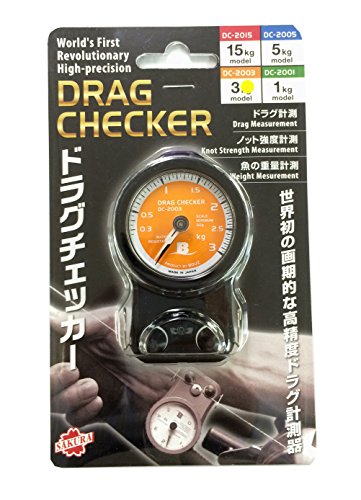 World's First
Revolutionary
High-precision
DRAG
CHECKER
DC-2015
15kg
model
DC-2005
5kg
model
DC-2003
3.
model
DC-2001
1kg
model
ドラグ計測
Drag Measurement
ノット強度計測
Knot Strength Measurement
魚の重量計測
Weight Mesurement
ドラグチェッカー
世界初の画期的な高精度ドラグ計測器
DRAG CHECKER
DC-2003
0.3
0.5
1
1.5
2
2.5
3
kg
B
PRODUCT BY BOUZ
MADE IN JAPAN
SAKURA